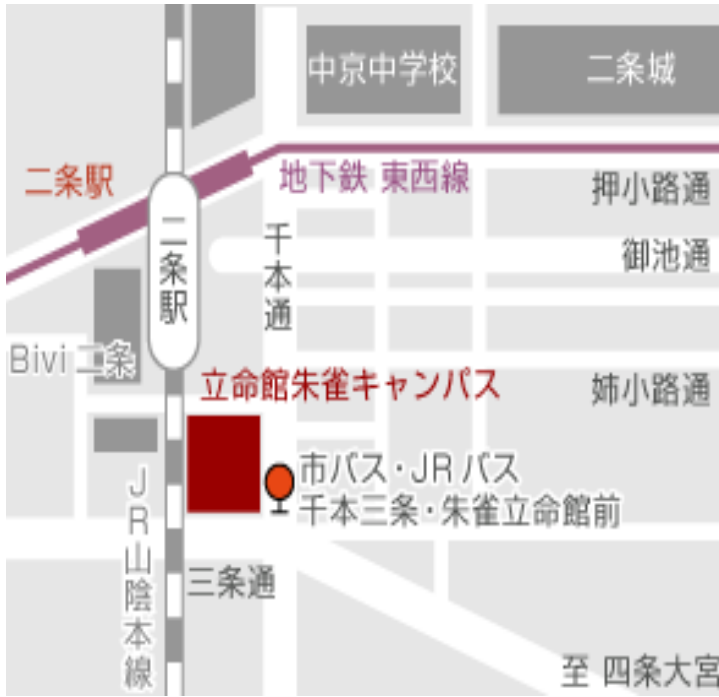 中京中学校
二条城
二条駅
地下鉄 東西線
押小路通
二条駅
千本通
御池通
Bivi 二条
立命館朱雀キャンパス
姉小路通
市バス・JRバス
千本三条・朱雀立命館前
JR山陰本線
三条通
至 四条大宮